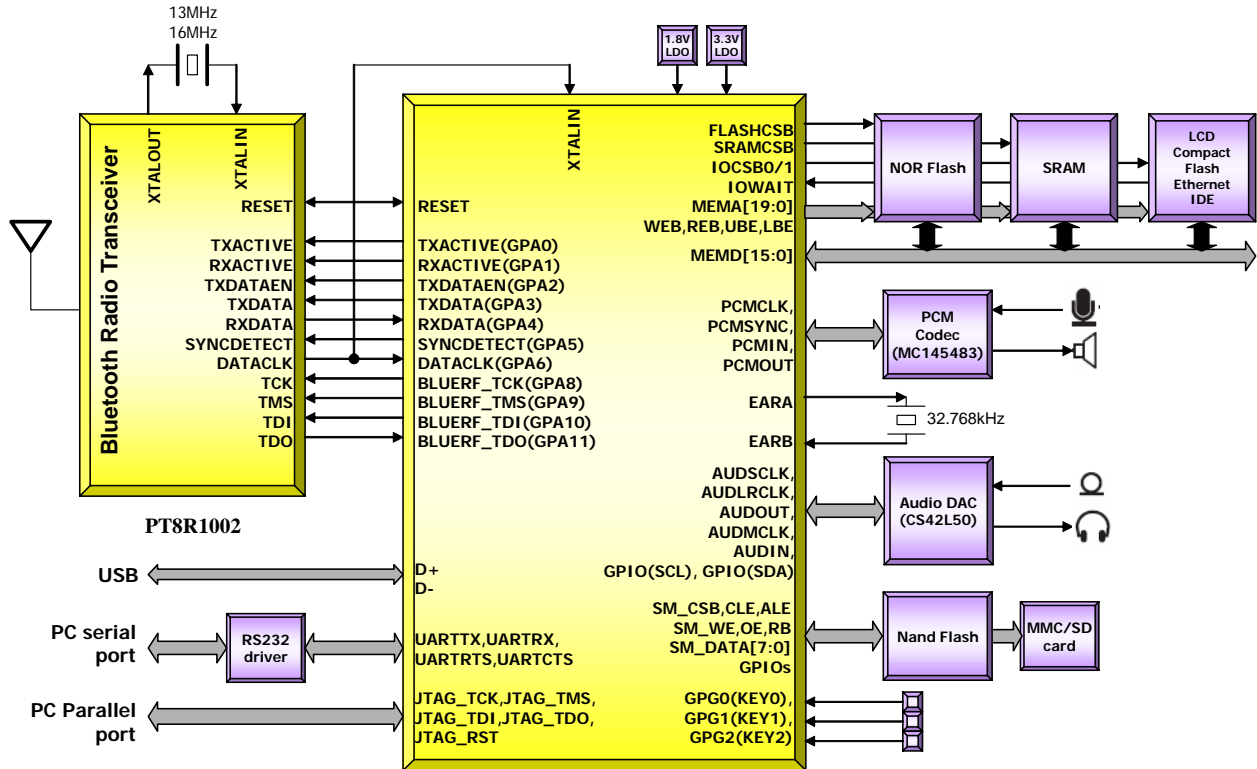 13MHz
16MHz
1.8V
LDO
3.3V
LDO
XTALOUT
XTALIN
Bluetooth Radio Transceiver
RESET
TXACTIVE
RXACTIVE
TXDATAEN
TXDATA
RXDATA
SYNCDETECT
DATACLK
TCK
TMS
TDI
TDO
PT8R1002
XTALIN
RESET
TXACTIVE(GPA0)
RXACTIVE(GPA1)
TXDATAEN(GPA2)
TXDATA(GPA3)
RXDATA(GPA4)
SYNCDETECT(GPA5)
DATACLK(GPA6)
BLUERF_TCK(GPA8)
BLUERF_TMS(GPA9)
BLUERF_TDI(GPA10)
BLUERF_TDO(GPA11)
USB
D+
D-
PC serial
port
RS232
driver
UARTTX,UARTRX,
UARTRTS,UARTCTS
PC Parallel
port
JTAG_TCK,JTAG_TMS,
JTAG_TDI,JTAG_TDO,
JTAG_RST
FLASHCSB
SRAMCSB
IOCSB0/1
IOWAIT
MEMA[19:0]
WEB,REB,UBE,LBE
MEMD[15:0]
NOR Flash
SRAM
LCD
Compact
Flash
Ethernet
IDE
PCMCLK,
PCMSYNC,
PCMIN,
PCMOUT
PCM
Codec
(MC145483)
EARA
EARB
32.768kHz
AUDSCLK,
AUDLRCLK,
AUDOUT,
AUDMCLK,
AUDIN,
GPIO(SCL), GPIO(SDA)
Audio DAC
(CS42L50)
SM_CSB,CLE,ALE
SM_WE,OE,RB
SM_DATA[7:0]
GPIOs
Nand Flash
MMC/SD
card
GPG0(KEY0),
GPG1(KEY1),
GPG2(KEY2)